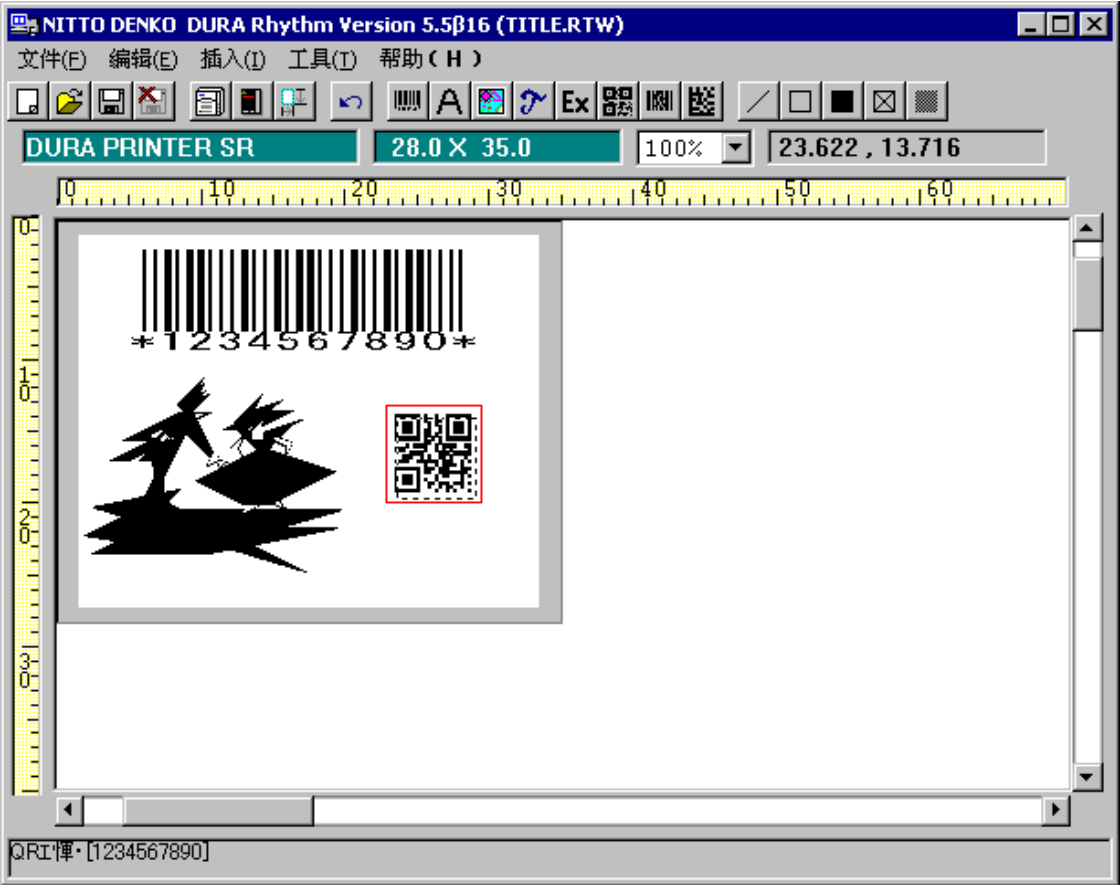 NITTO DENKO DURA Rhythm Version 5.5β16 (TITLE.RTW)
文件(F) 编辑(E) 插入(I) 工具(T) 帮助(H)
A Ex
DURA PRINTER SR 28.0 X 35.0 100% 23.622 , 13.716
0 10 20 30 40 50 60
0
*1234567890*
10
20
30
QRI'恽・[1234567890]